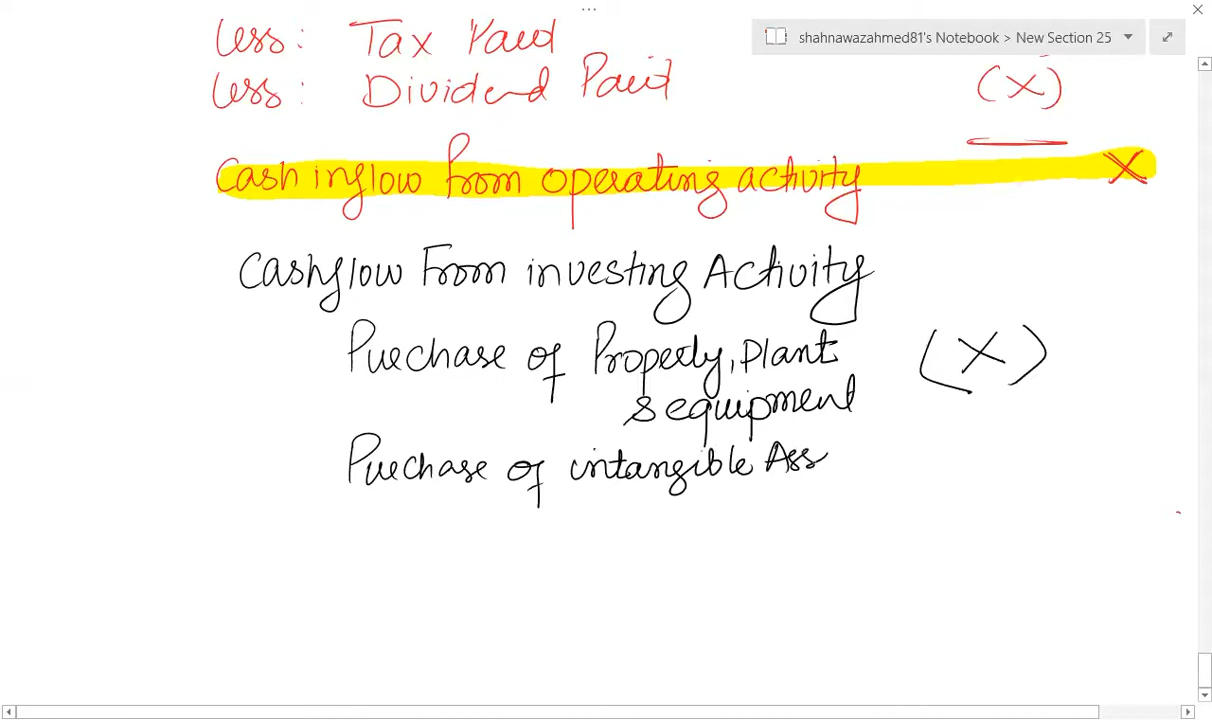 ...
shahnawazahmed81's Notebook > New Section 25
Less: Tax Paid
Less: Dividend Paid (X)
Cash inflow from operating activity X
Cashflow From investing Activity
Purchase of Property, Plant (X)
& equipment
Purchase of intangible Ass